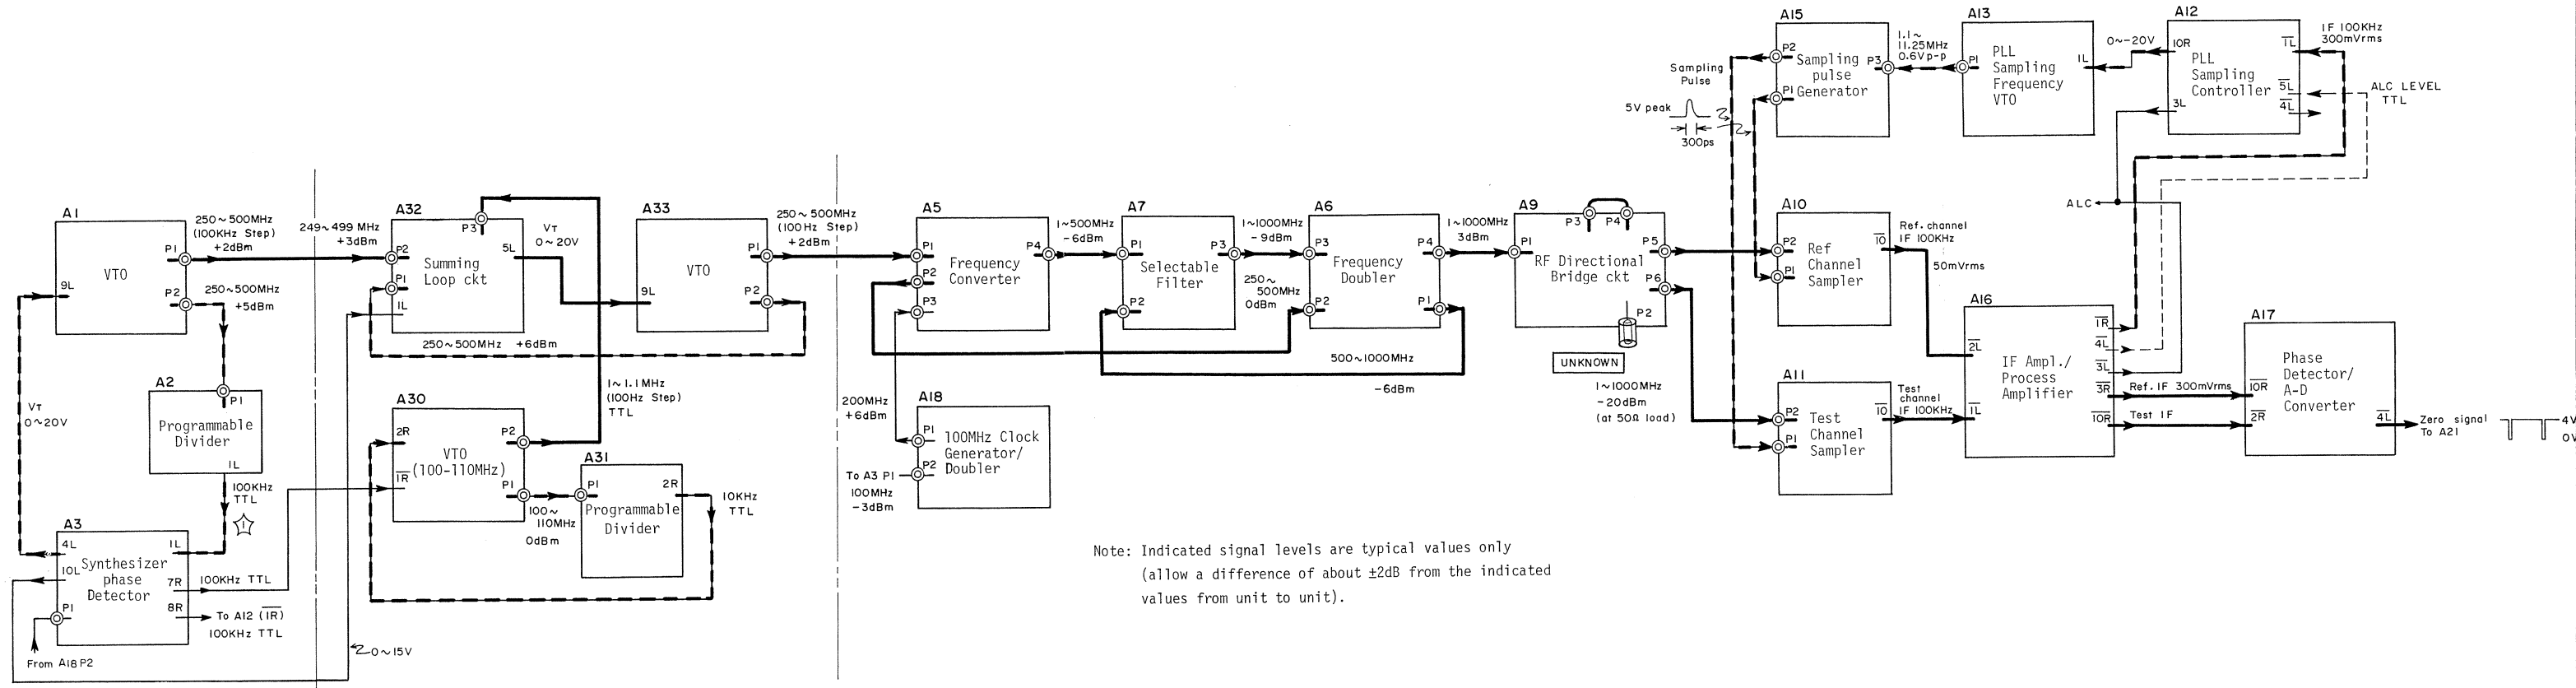 A1
VTO
9L
P1
P2
250~500MHz
(100KHz Step)
+2dBm
250~500MHz
+5dBm
VT
0~20V
A2
P1
Programmable
Divider
1L
100KHz
TTL
1
A3
4L
1L
Synthesizer
phase
Detector
10L
7R
8R
P1
100KHz TTL
To A12 (1R)
100KHz TTL
From A18 P2
0~15V
249~499 MHz
+3dBm
A32
P3
P2
P1
1L
5L
Summing
Loop ckt
VT
0~20V
250~500MHz +6dBm
1~1.1MHz
(100Hz Step)
TTL
A30
2R
1R
P2
P1
VTO
(100-110MHz)
100~
110MHz
0dBm
A31
P1
2R
Programmable
Divider
10KHz
TTL
A33
VTO
9L
P1
P2
250~500MHz
(100Hz Step)
+2dBm
A5
P1
P2
P3
P4
Frequency
Converter
1~500MHz
-6dBm
A7
P1
P3
P2
Selectable
Filter
1~1000MHz
-9dBm
250~
500MHz
0dBm
A6
P3
P4
P2
P1
Frequency
Doubler
1~1000MHz
3dBm
500~1000MHz
-6dBm
200MHz
+6dBm
A18
P1
P2
100MHz Clock
Generator/
Doubler
To A3 P1
100MHz
-3dBm
A9
P3
P4
P1
P5
P6
P2
RF Directional
Bridge ckt
UNKNOWN
1~1000MHz
-20dBm
(at 50Ω load)
Note: Indicated signal levels are typical values only
(allow a difference of about ±2dB from the indicated
values from unit to unit).
A15
P2
P1
P3
Sampling
pulse
Generator
Sampling
Pulse
5V peak
300ps
1.1~
11.25MHz
0.6Vp-p
A13
P1
1L
PLL
Sampling
Frequency
VTO
0~-20V
A12
10R
1L
5L
4L
3L
PLL
Sampling
Controller
IF 100KHz
300mVrms
ALC LEVEL
TTL
ALC
A10
P2
P1
10
Ref
Channel
Sampler
Ref. channel
IF 100KHz
50mVrms
A11
P2
P1
10
Test
Channel
Sampler
Test
channel
IF 100KHz
A16
2L
1L
1R
4L
3L
3R
10R
IF Ampl./
Process
Amplifier
Ref. IF 300mVrms
Test IF
A17
10R
2R
4L
Phase
Detector/
A-D
Converter
Zero signal
To A21
4V
0V